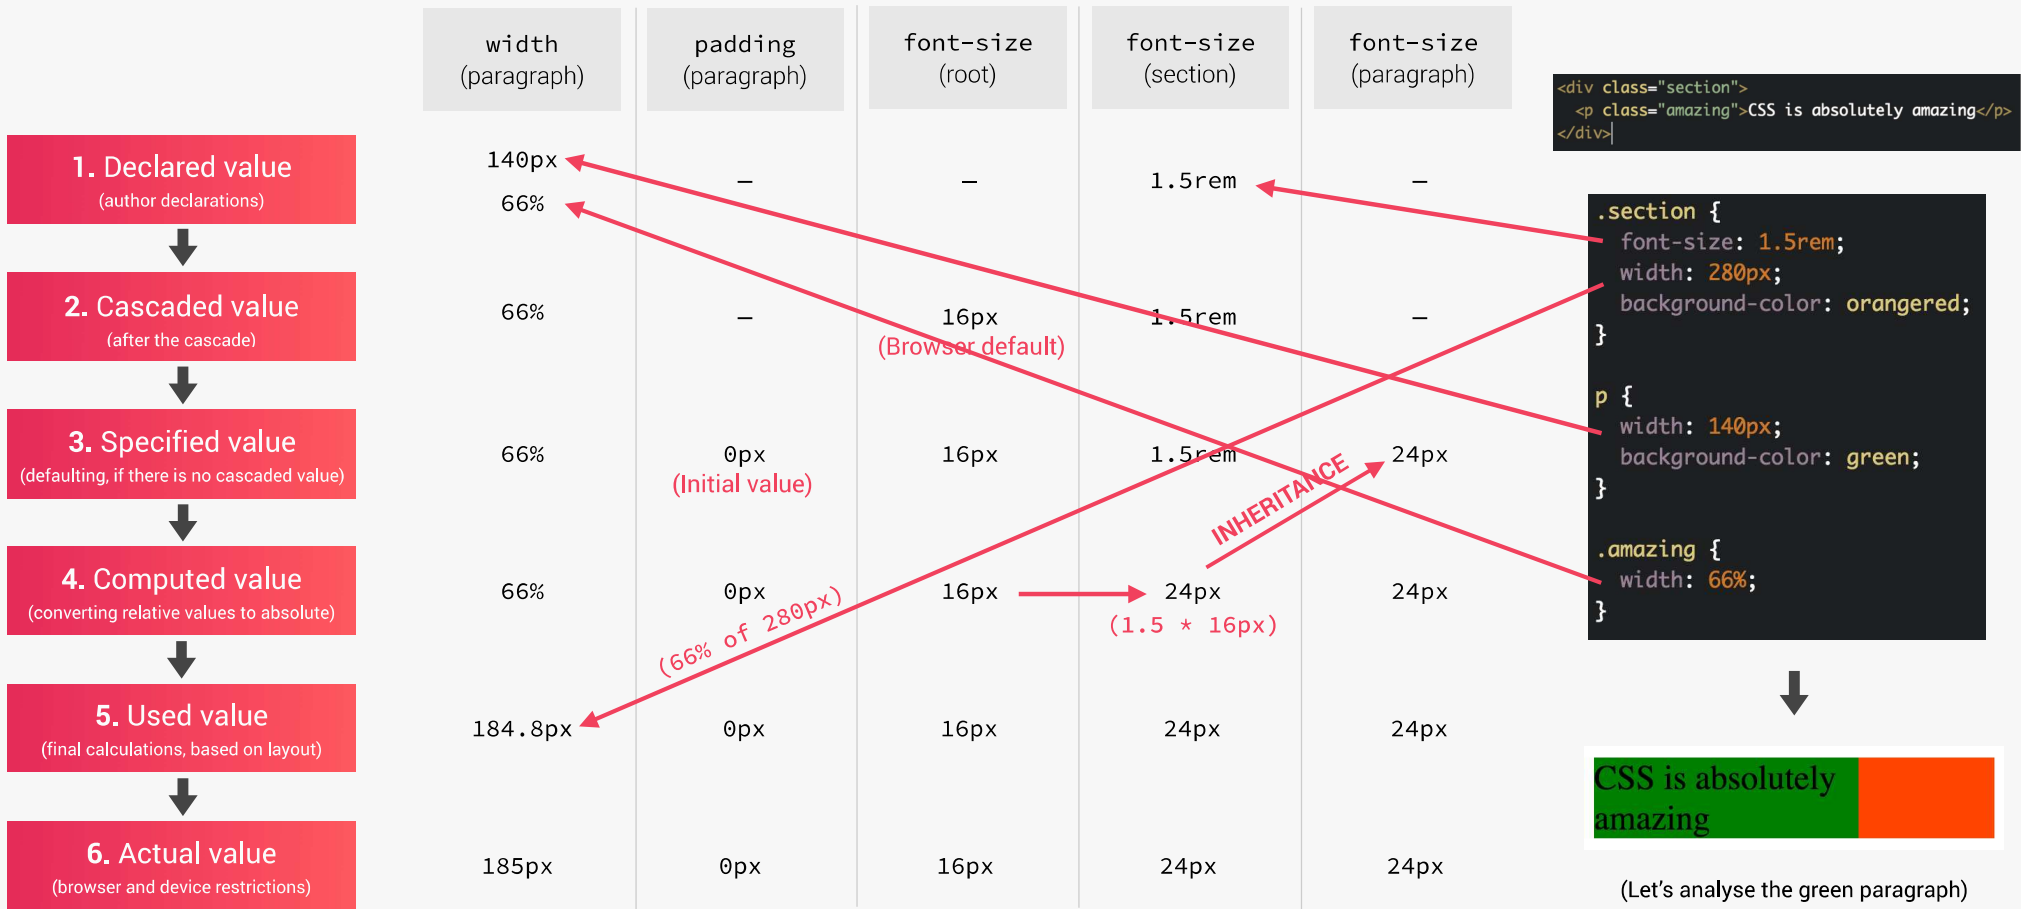 width
(paragraph)
padding
(paragraph)
font-size
(root)
font-size
(section)
font-size
(paragraph)
<div class="section">
<p class="amazing">CSS is absolutely amazing</p>
</div>
1. Declared value
(author declarations)
140px
66%
–
–
1.5rem
–
2. Cascaded value
(after the cascade)
66%
–
16px
(Browser default)
1.5rem
–
3. Specified value
(defaulting, if there is no cascaded value)
66%
0px
(Initial value)
16px
1.5rem
24px
INHERITANCE
4. Computed value
(converting relative values to absolute)
66%
0px
16px
24px
(1.5 * 16px)
24px
(66% of 280px)
5. Used value
(final calculations, based on layout)
184.8px
0px
16px
24px
24px
6. Actual value
(browser and device restrictions)
185px
0px
16px
24px
24px
.section {
font-size: 1.5rem;
width: 280px;
background-color: orangered;
}
p {
width: 140px;
background-color: green;
}
.amazing {
width: 66%;
}
CSS is absolutely
amazing
(Let's analyse the green paragraph)